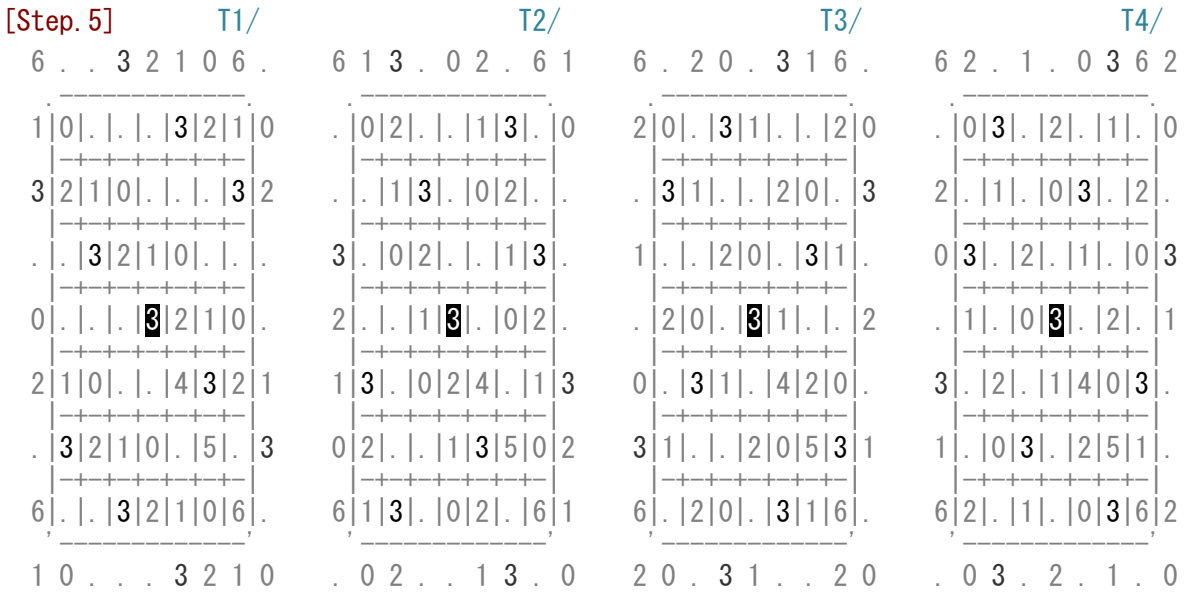 [Step.5] T1/ T2/ T3/ T4/
6 . . 3 2 1 0 6 . 6 1 3 . 0 2 . 6 1 6 . 2 0 . 3 1 6 . 6 2 . 1 . 0 3 6 2
.-------------. .-------------. .-------------. .-------------.
1|0|.|.|.|3|2|1|0 .|0|2|.|.|1|3|.|0 2|0|.|3|1|.|.|2|0 .|0|3|.|2|.|1|.|0
|-+-+-+-+-+-+-| |-+-+-+-+-+-+-| |-+-+-+-+-+-+-| |-+-+-+-+-+-+-|
3|2|1|0|.|.|.|3|2 .|.|1|3|.|0|2|.|. .|3|1|.|.|2|0|.|3 2|.|1|.|0|3|.|2|.
|-+-+-+-+-+-+-| |-+-+-+-+-+-+-| |-+-+-+-+-+-+-| |-+-+-+-+-+-+-|
.|.|3|2|1|0|.|.|. 3|.|0|2|.|.|1|3|. 1|.|.|2|0|.|3|1|. 0|3|.|2|.|1|.|0|3
|-+-+-+-+-+-+-| |-+-+-+-+-+-+-| |-+-+-+-+-+-+-| |-+-+-+-+-+-+-|
0|.|.|.|3|2|1|0|. 2|.|.|1|3|.|0|2|. .|2|0|.|3|1|.|.|2 .|1|.|0|3|.|2|.|1
|-+-+-+-+-+-+-| |-+-+-+-+-+-+-| |-+-+-+-+-+-+-| |-+-+-+-+-+-+-|
2|1|0|.|.|4|3|2|1 1|3|.|0|2|4|.|1|3 0|.|3|1|.|4|2|0|. 3|.|2|.|1|4|0|3|.
|-+-+-+-+-+-+-| |-+-+-+-+-+-+-| |-+-+-+-+-+-+-| |-+-+-+-+-+-+-|
.|3|2|1|0|.|5|.|3 0|2|.|.|1|3|5|0|2 3|1|.|.|2|0|5|3|1 1|.|0|3|.|2|5|1|.
|-+-+-+-+-+-+-| |-+-+-+-+-+-+-| |-+-+-+-+-+-+-| |-+-+-+-+-+-+-|
6|.|.|3|2|1|0|6|. 6|1|3|.|0|2|.|6|1 6|.|2|0|.|3|1|6|. 6|2|.|1|.|0|3|6|2
'-------------' '-------------' '-------------' '-------------'
1 0 . . . 3 2 1 0 . 0 2 . . 1 3 . 0 2 0 . 3 1 . . 2 0 . 0 3 . 2 . 1 . 0